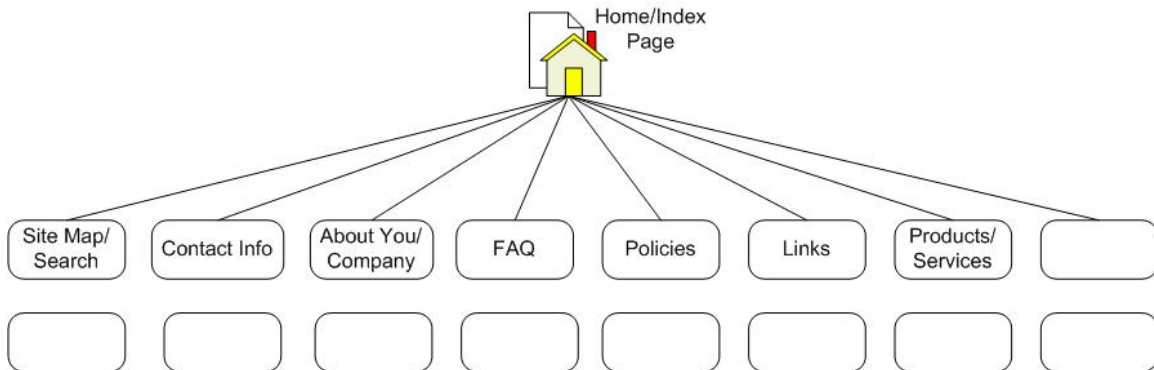 Home/Index
Page
Site Map/
Search
Contact Info
About You/
Company
FAQ
Policies
Links
Products/
Services